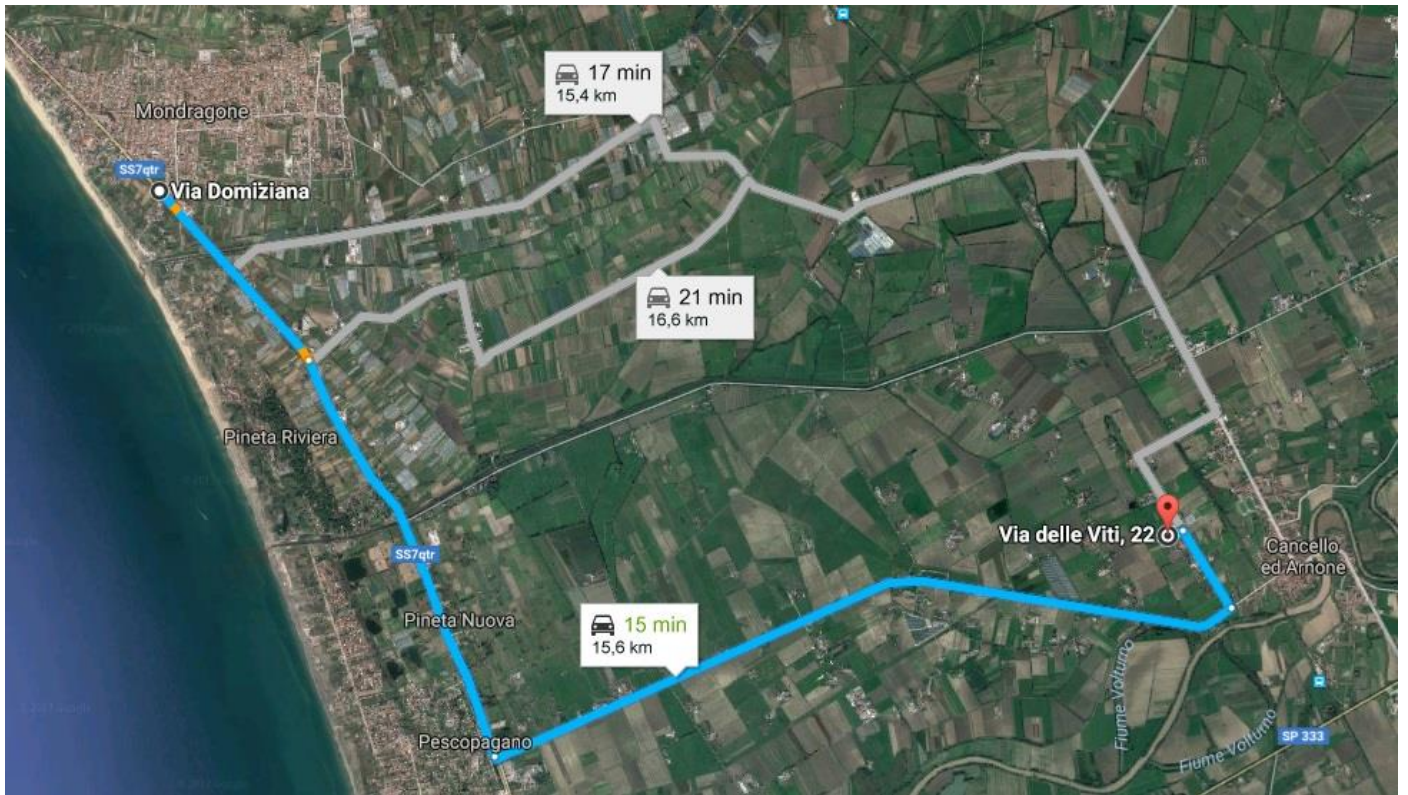 17 min
15,4 km
Mondragone
SS7qtr
Via Domiziana
21 min
16,6 km
Pineta Riviera
Via delle Viti, 22
Cancello
ed Arnone
SS7qtr
Pineta Nuova
15 min
15,6 km
Fiume Volturno
Pescopagano
Fiume Volturno
SP 333